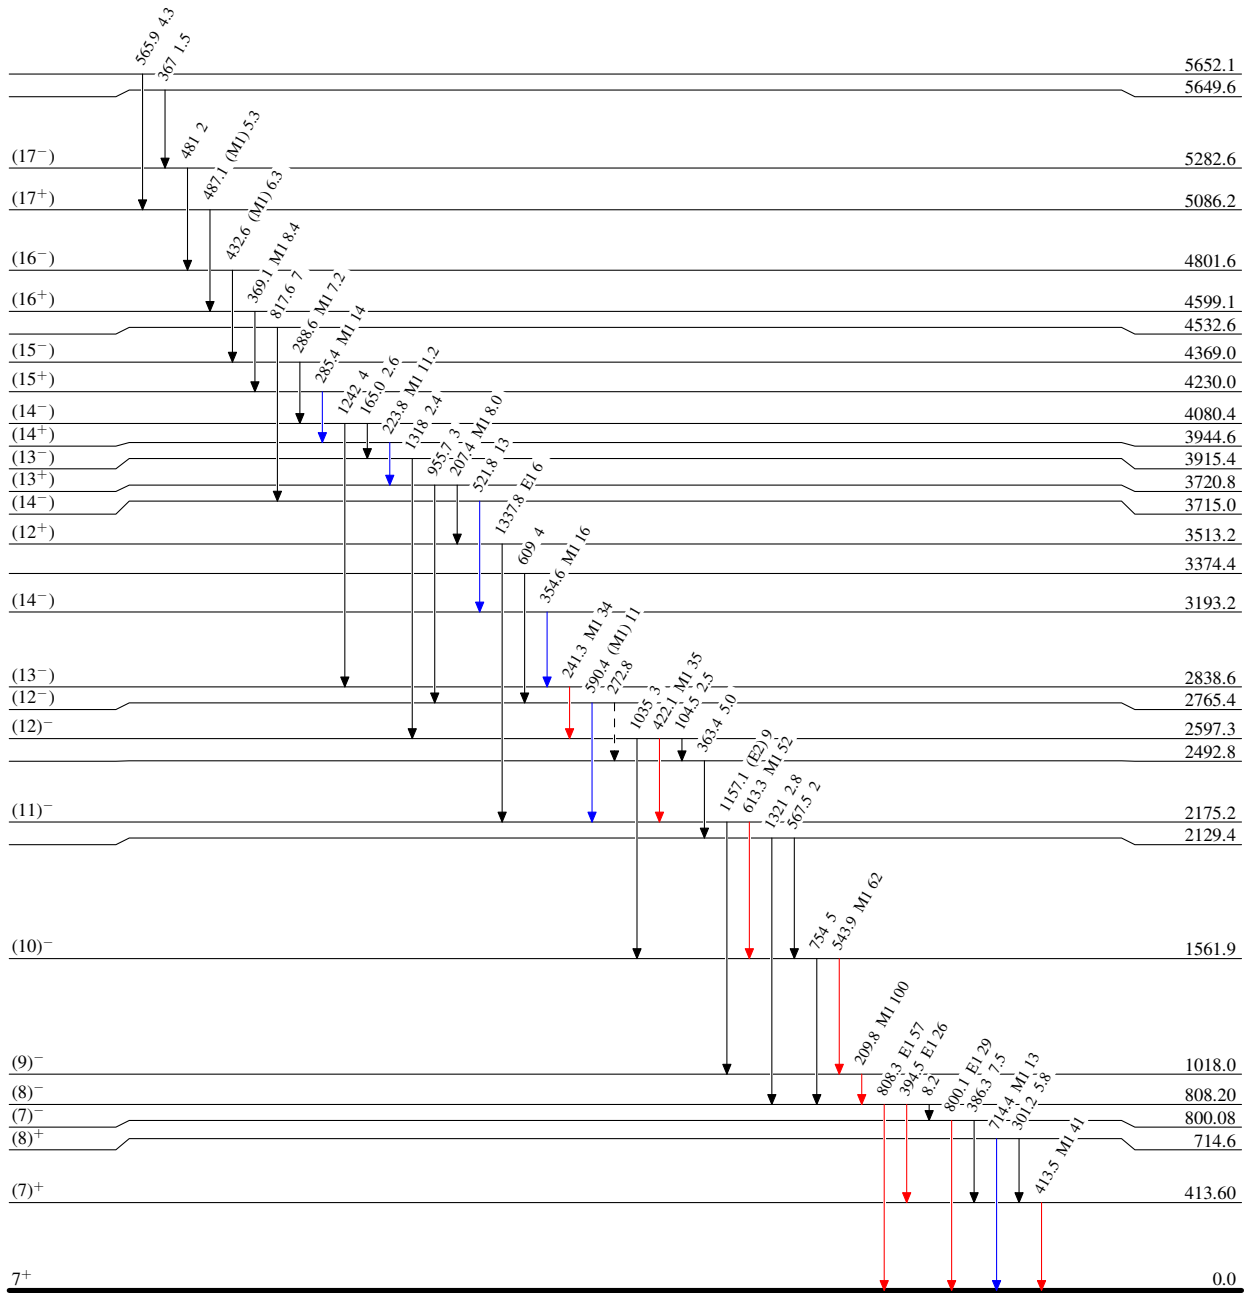 565.9 4.3
367 1.5
5652.1
5649.6
481 2
(17⁻) 5282.6
487.1 (M1) 5.3
(17⁺) 5086.2
432.6 (M1) 6.3
(16⁻) 4801.6
369.1 M1 8.4
817.6 7
(16⁺) 4599.1
288.6 M1 7.2
4532.6
285.4 M1 14
(15⁻) 4369.0
1242 4
165.0 2.6
(15⁺) 4230.0
223.8 M1 11.2
1318 2.4
(14⁻) 4080.4
955.7 3
207.4 M1 8.0
(14⁺) 3944.6
521.8 13
(13⁻) 3915.4
1337.8 E1 6
(13⁺) 3720.8
(14⁻) 3715.0
609 4
(12⁺) 3513.2
354.6 M1 16
3374.4
(14⁻) 3193.2
241.3 M1 34
590.4 (M1) 11
272.8
(13⁻) 2838.6
1035 3
422.1 M1 35
104.5 2.5
(12⁻) 2765.4
363.4 5.0
(12)⁻ 2597.3
1157.1 (E2) 9
613.3 M1 52
2492.8
1321 2.8
567.5 2
(11)⁻ 2175.2
2129.4
754 5
543.9 M1 62
(10)⁻ 1561.9
209.8 M1 100
808.3 E1 57
394.5 E1 26
(9)⁻ 1018.0
8.2
800.1 E1 29
386.3 7.5
(8)⁻ 808.20
714.4 M1 13
301.2 5.8
(7)⁻ 800.08
413.5 M1 41
(8)⁺ 714.6
(7)⁺ 413.60
7⁺ 0.0